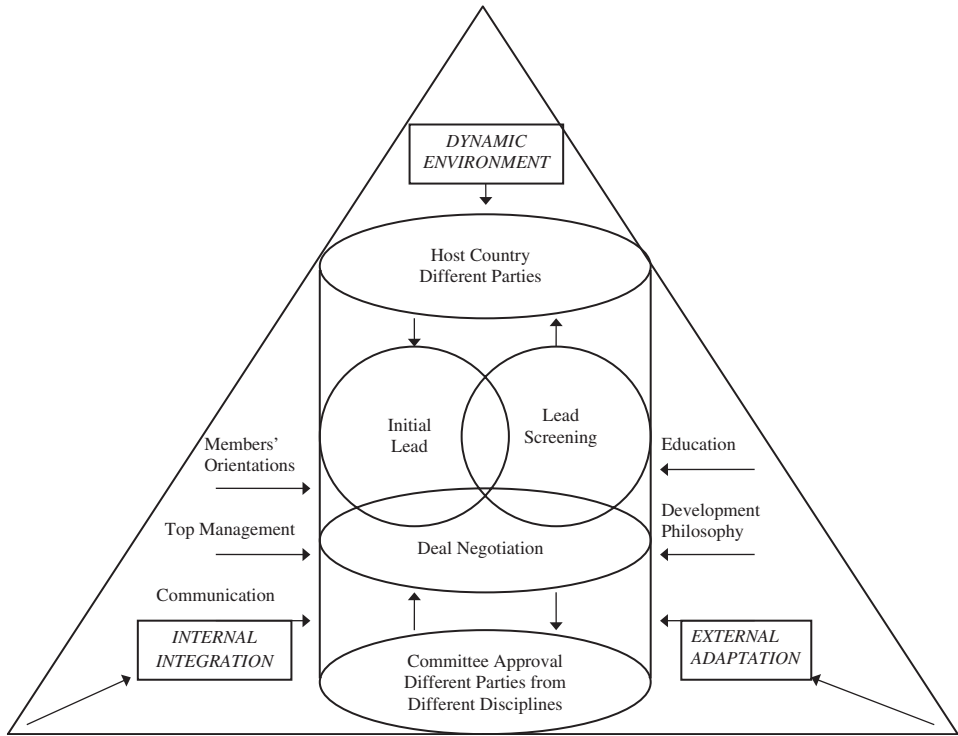 DYNAMIC
ENVIRONMENT
Host Country
Different Parties
Initial
Lead
Lead
Screening
Members’
Orientations
Education
Top Management
Development
Philosophy
Deal Negotiation
Communication
INTERNAL
INTEGRATION
EXTERNAL
ADAPTATION
Committee Approval
Different Parties from
Different Disciplines